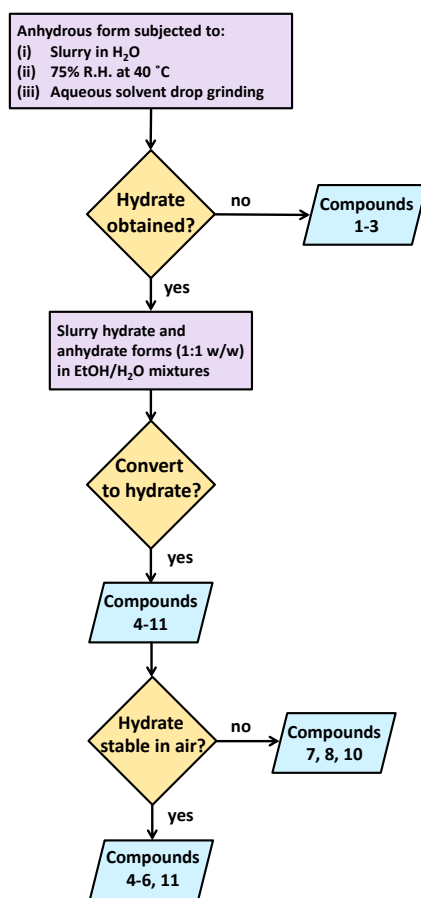 Anhydrous form subjected to:
(i) Slurry in H₂O
(ii) 75% R.H. at 40 ˚C
(iii) Aqueous solvent drop grinding
Hydrate
obtained?
no
Compounds
1-3
yes
Slurry hydrate and
anhydrate forms (1:1 w/w)
in EtOH/H₂O mixtures
Convert
to hydrate?
yes
Compounds
4-11
Hydrate
stable in air?
no
Compounds
7, 8, 10
yes
Compounds
4-6, 11